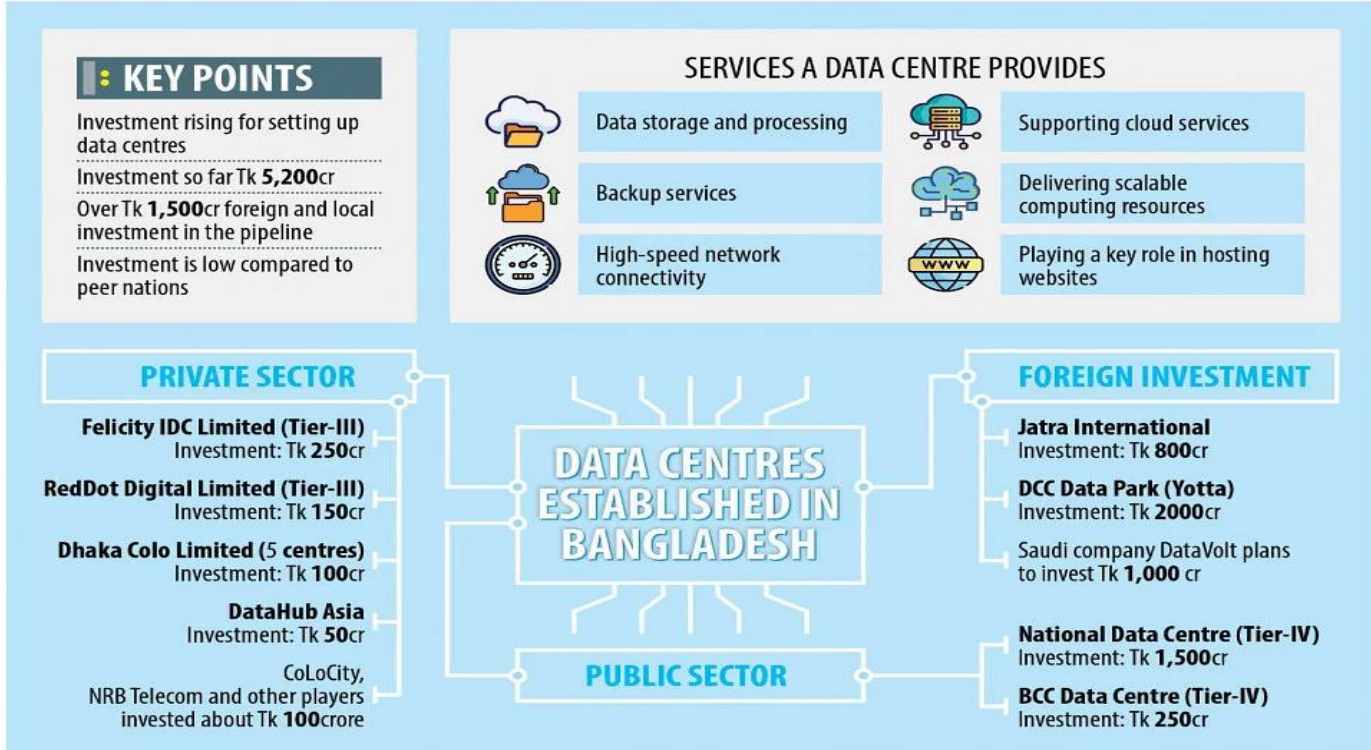 KEY POINTS
Investment rising for setting up
data centres
Investment so far Tk 5,200cr
Over Tk 1,500cr foreign and local
investment in the pipeline
Investment is low compared to
peer nations
SERVICES A DATA CENTRE PROVIDES
Data storage and processing
Supporting cloud services
Backup services
Delivering scalable
computing resources
High-speed network
connectivity
WWW
Playing a key role in hosting
websites
PRIVATE SECTOR
Felicity IDC Limited (Tier-III)
Investment: Tk 250cr
RedDot Digital Limited (Tier-III)
Investment: Tk 150cr
Dhaka Colo Limited (5 centres)
Investment: Tk 100cr
DataHub Asia
Investment: Tk 50cr
CoLoCity,
NRB Telecom and other players
invested about Tk 100crore
DATA CENTRES
ESTABLISHED IN
BANGLADESH
FOREIGN INVESTMENT
Jatra International
Investment: Tk 800cr
DCC Data Park (Yotta)
Investment: Tk 2000cr
Saudi company DataVolt plans
to invest Tk 1,000 cr
PUBLIC SECTOR
National Data Centre (Tier-IV)
Investment: Tk 1,500cr
BCC Data Centre (Tier-IV)
Investment: Tk 250cr